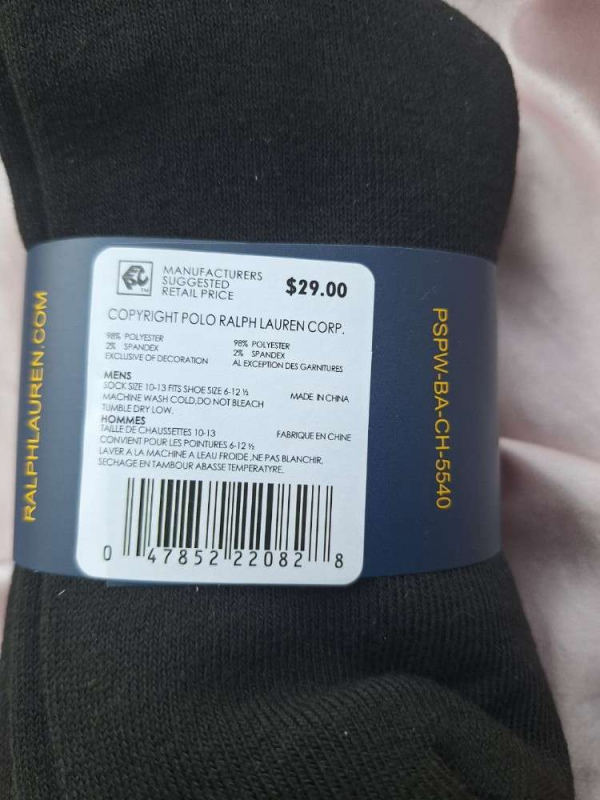 RALPHLAUREN.COM
MANUFACTURERS
SUGGESTED
RETAIL PRICE
$29.00
COPYRIGHT POLO RALPH LAUREN CORP.
98% POLYESTER
2% SPANDEX
EXCLUSIVE OF DECORATION
98% POLYESTER
2% SPANDEX
AL EXCEPTION DES GARNITURES
MENS
SOCK SIZE 10-13 FITS SHOE SIZE 6-12 ½
MACHINE WASH COLD,DO NOT BLEACH
TUMBLE DRY LOW.
MADE IN CHINA
HOMMES
TAILLE DE CHAUSSETTES 10-13
CONVIENT POUR LES POINTURES 6-12 ½
LAVER A LA MACHINE A LEAU FROIDE ,NE PAS BLANCHIR,
SECHAGE EN TAMBOUR ABASSE TEMPERATYRE.
FABRIQUE EN CHINE
0 47852 22082 8
PSPW-BA-CH-5540